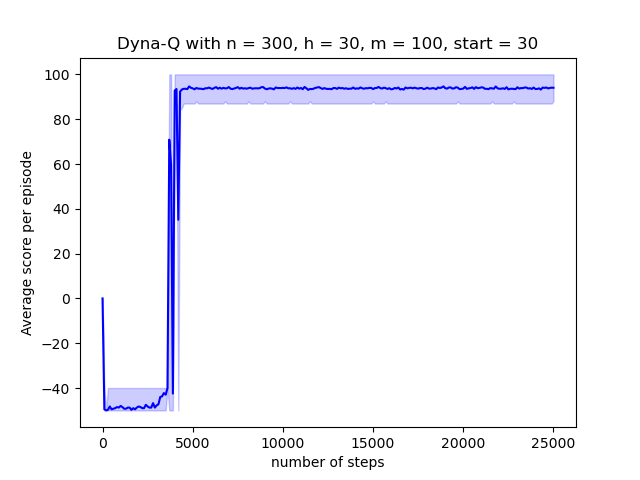 Dyna-Q with n = 300, h = 30, m = 100, start = 30
100
80
60
40
20
0
−20
−40
Average score per episode
0 5000 10000 15000 20000 25000
number of steps